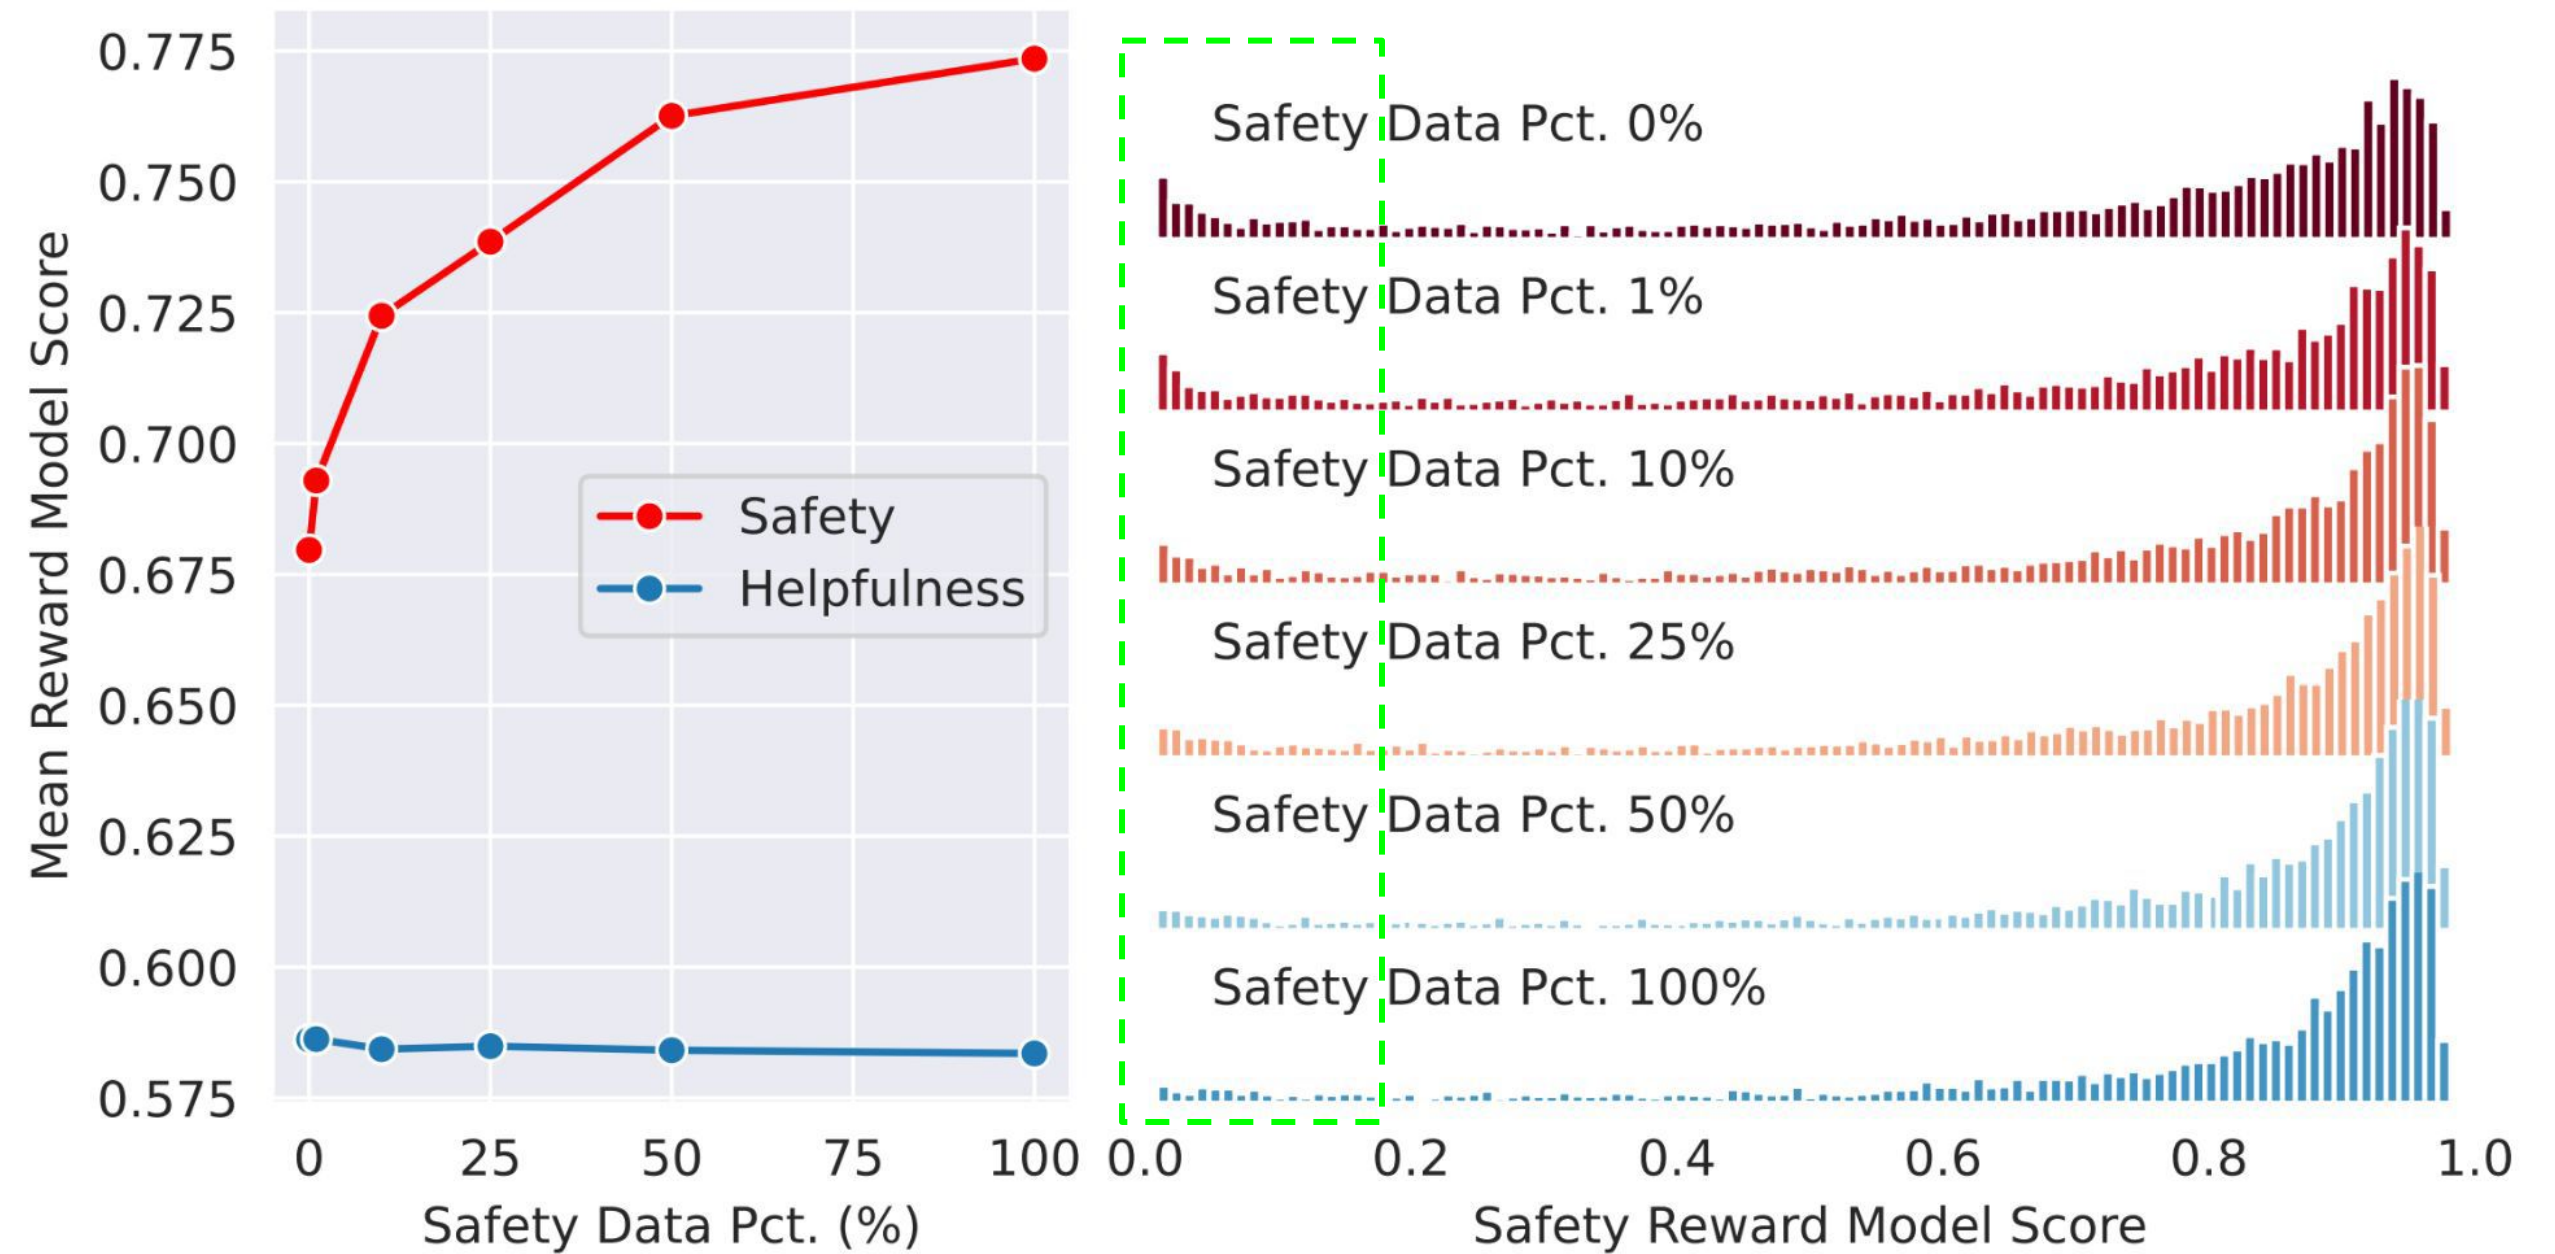 Mean Reward Model Score
0.775
0.750
0.725
0.700
0.675
0.650
0.625
0.600
0.575
0 25 50 75 100
Safety Data Pct. (%)
Safety
Helpfulness
Safety Data Pct. 0%
Safety Data Pct. 1%
Safety Data Pct. 10%
Safety Data Pct. 25%
Safety Data Pct. 50%
Safety Data Pct. 100%
0.0 0.2 0.4 0.6 0.8 1.0
Safety Reward Model Score